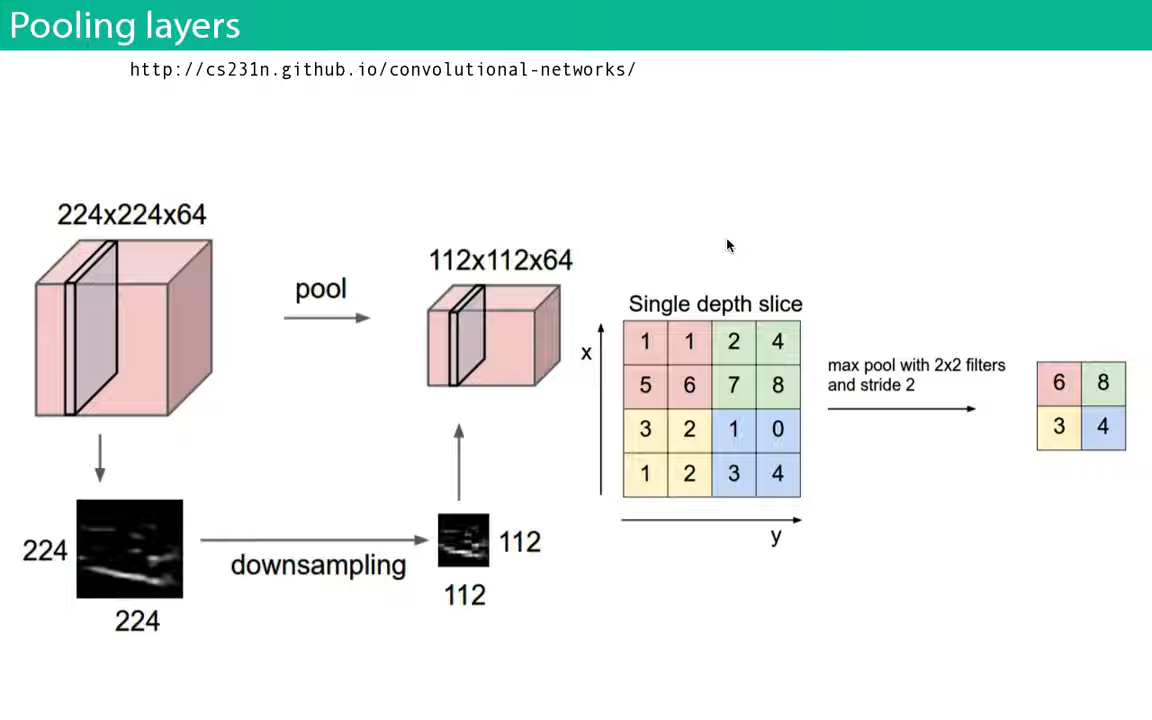 Pooling layers
http://cs231n.github.io/convolutional-networks/
224x224x64
pool
112x112x64
224
224
downsampling
112
112
Single depth slice
x
1 1 2 4
5 6 7 8
3 2 1 0
1 2 3 4
y
max pool with 2x2 filters
and stride 2
6 8
3 4